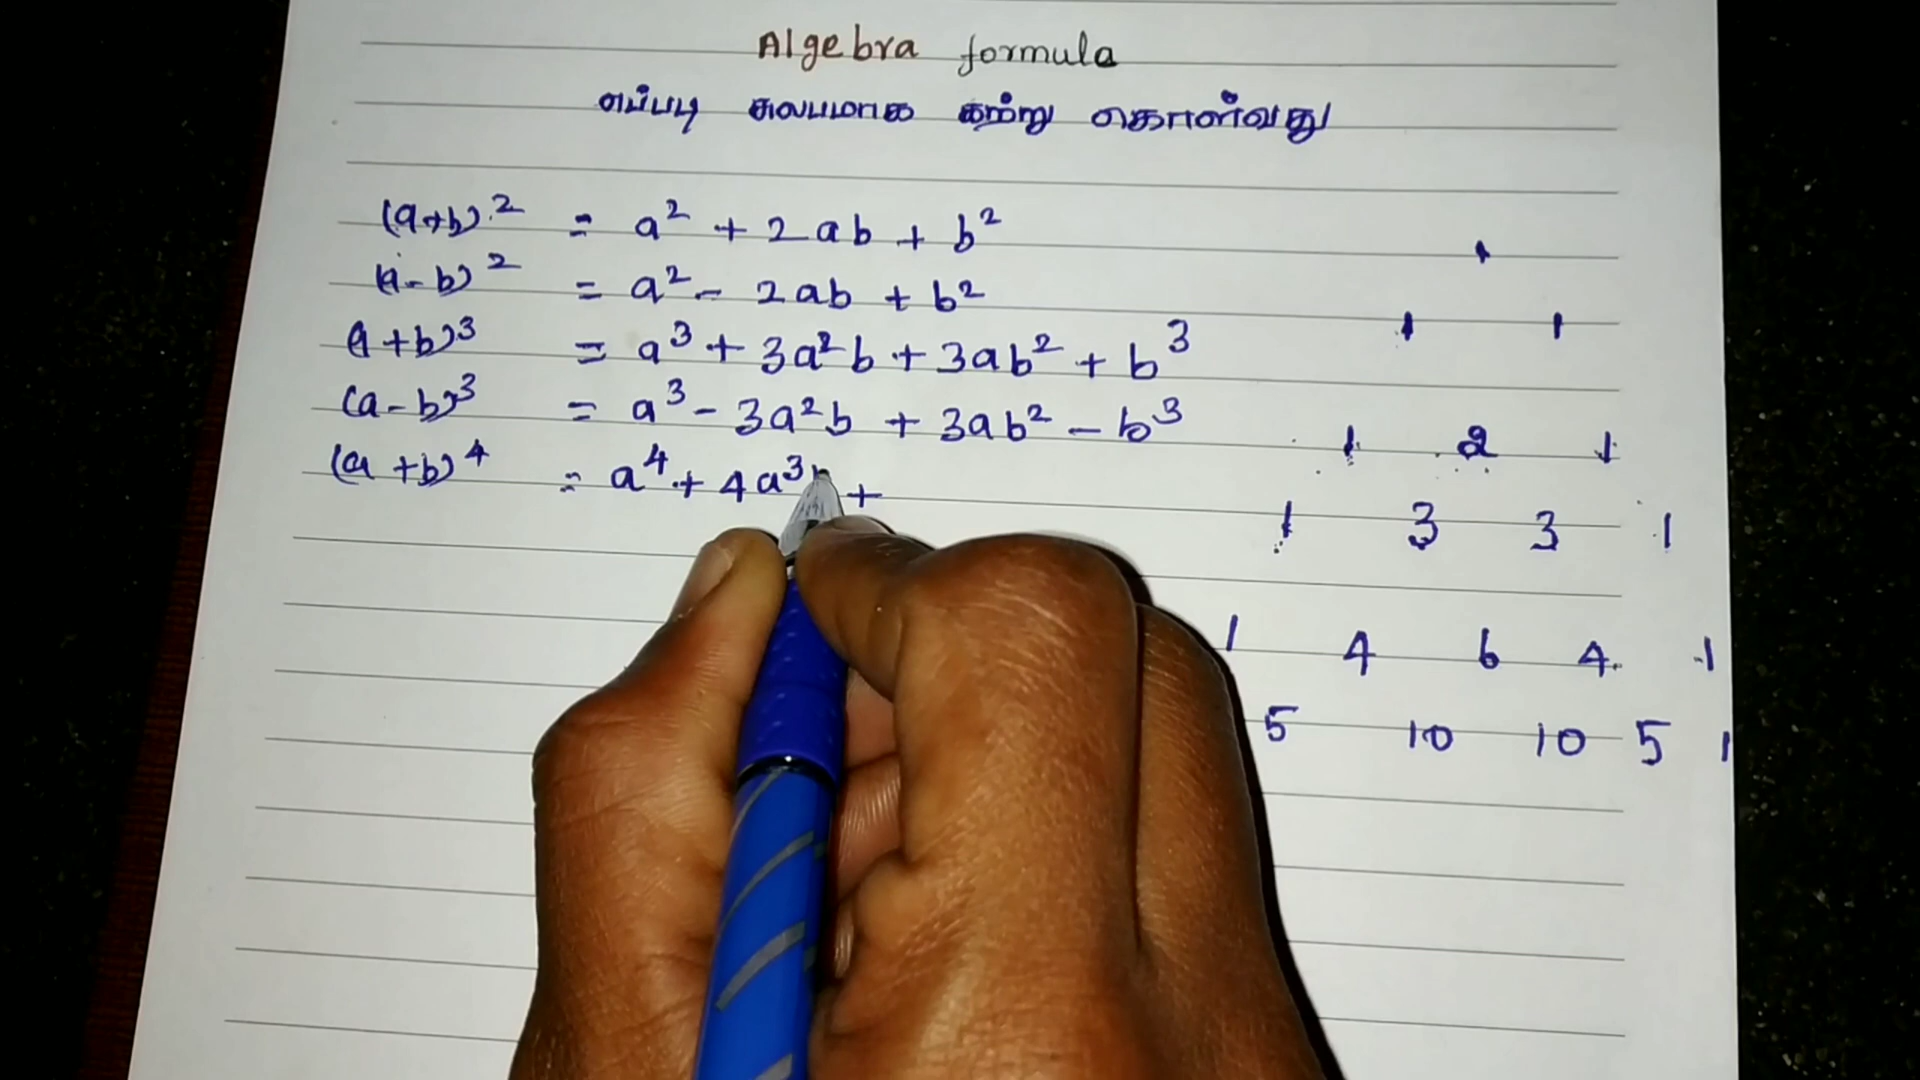 Algebra formula
எப்படி சுலபமாக கற்று கொள்வது
(a+b)² = a² + 2ab + b²
(a-b)² = a² - 2ab + b²
(a+b)³ = a³ + 3a²b + 3ab² + b³
(a-b)³ = a³ - 3a²b + 3ab² - b³
(a+b)⁴ = a⁴ + 4a³b +
1
1 1
1 2 1
1 3 3 1
1 4 6 4 1
5 10 10 5 1